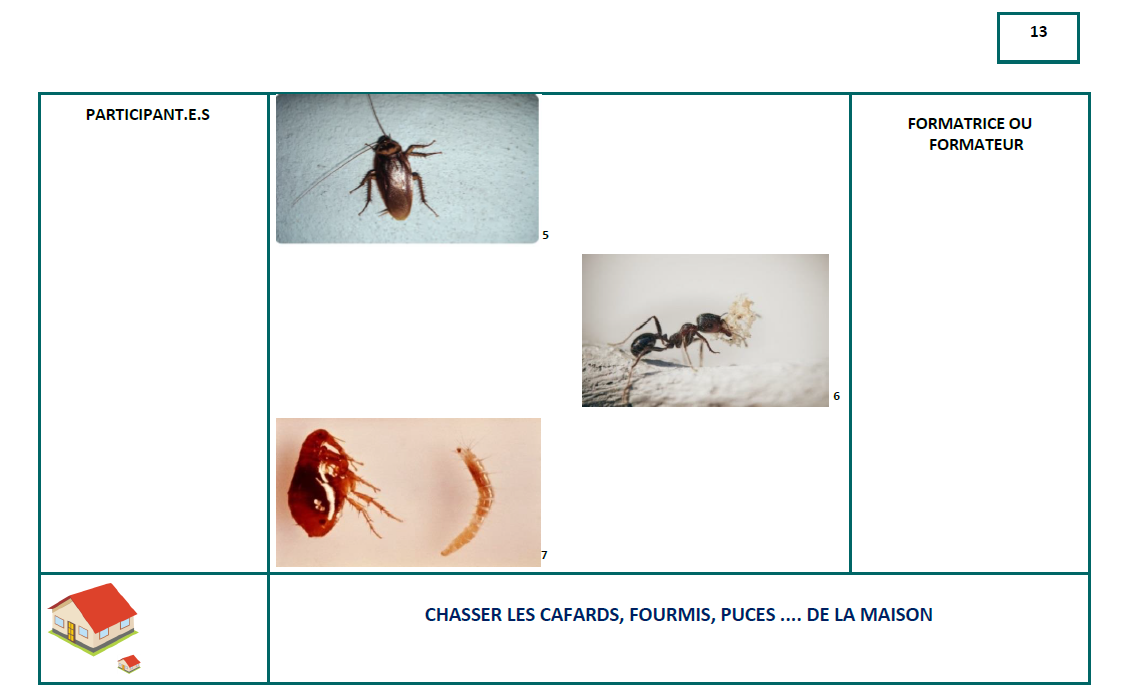 13
PARTICIPANT.E.S
FORMATRICE OU
FORMATEUR
5
6
7
CHASSER LES CAFARDS, FOURMIS, PUCES .... DE LA MAISON